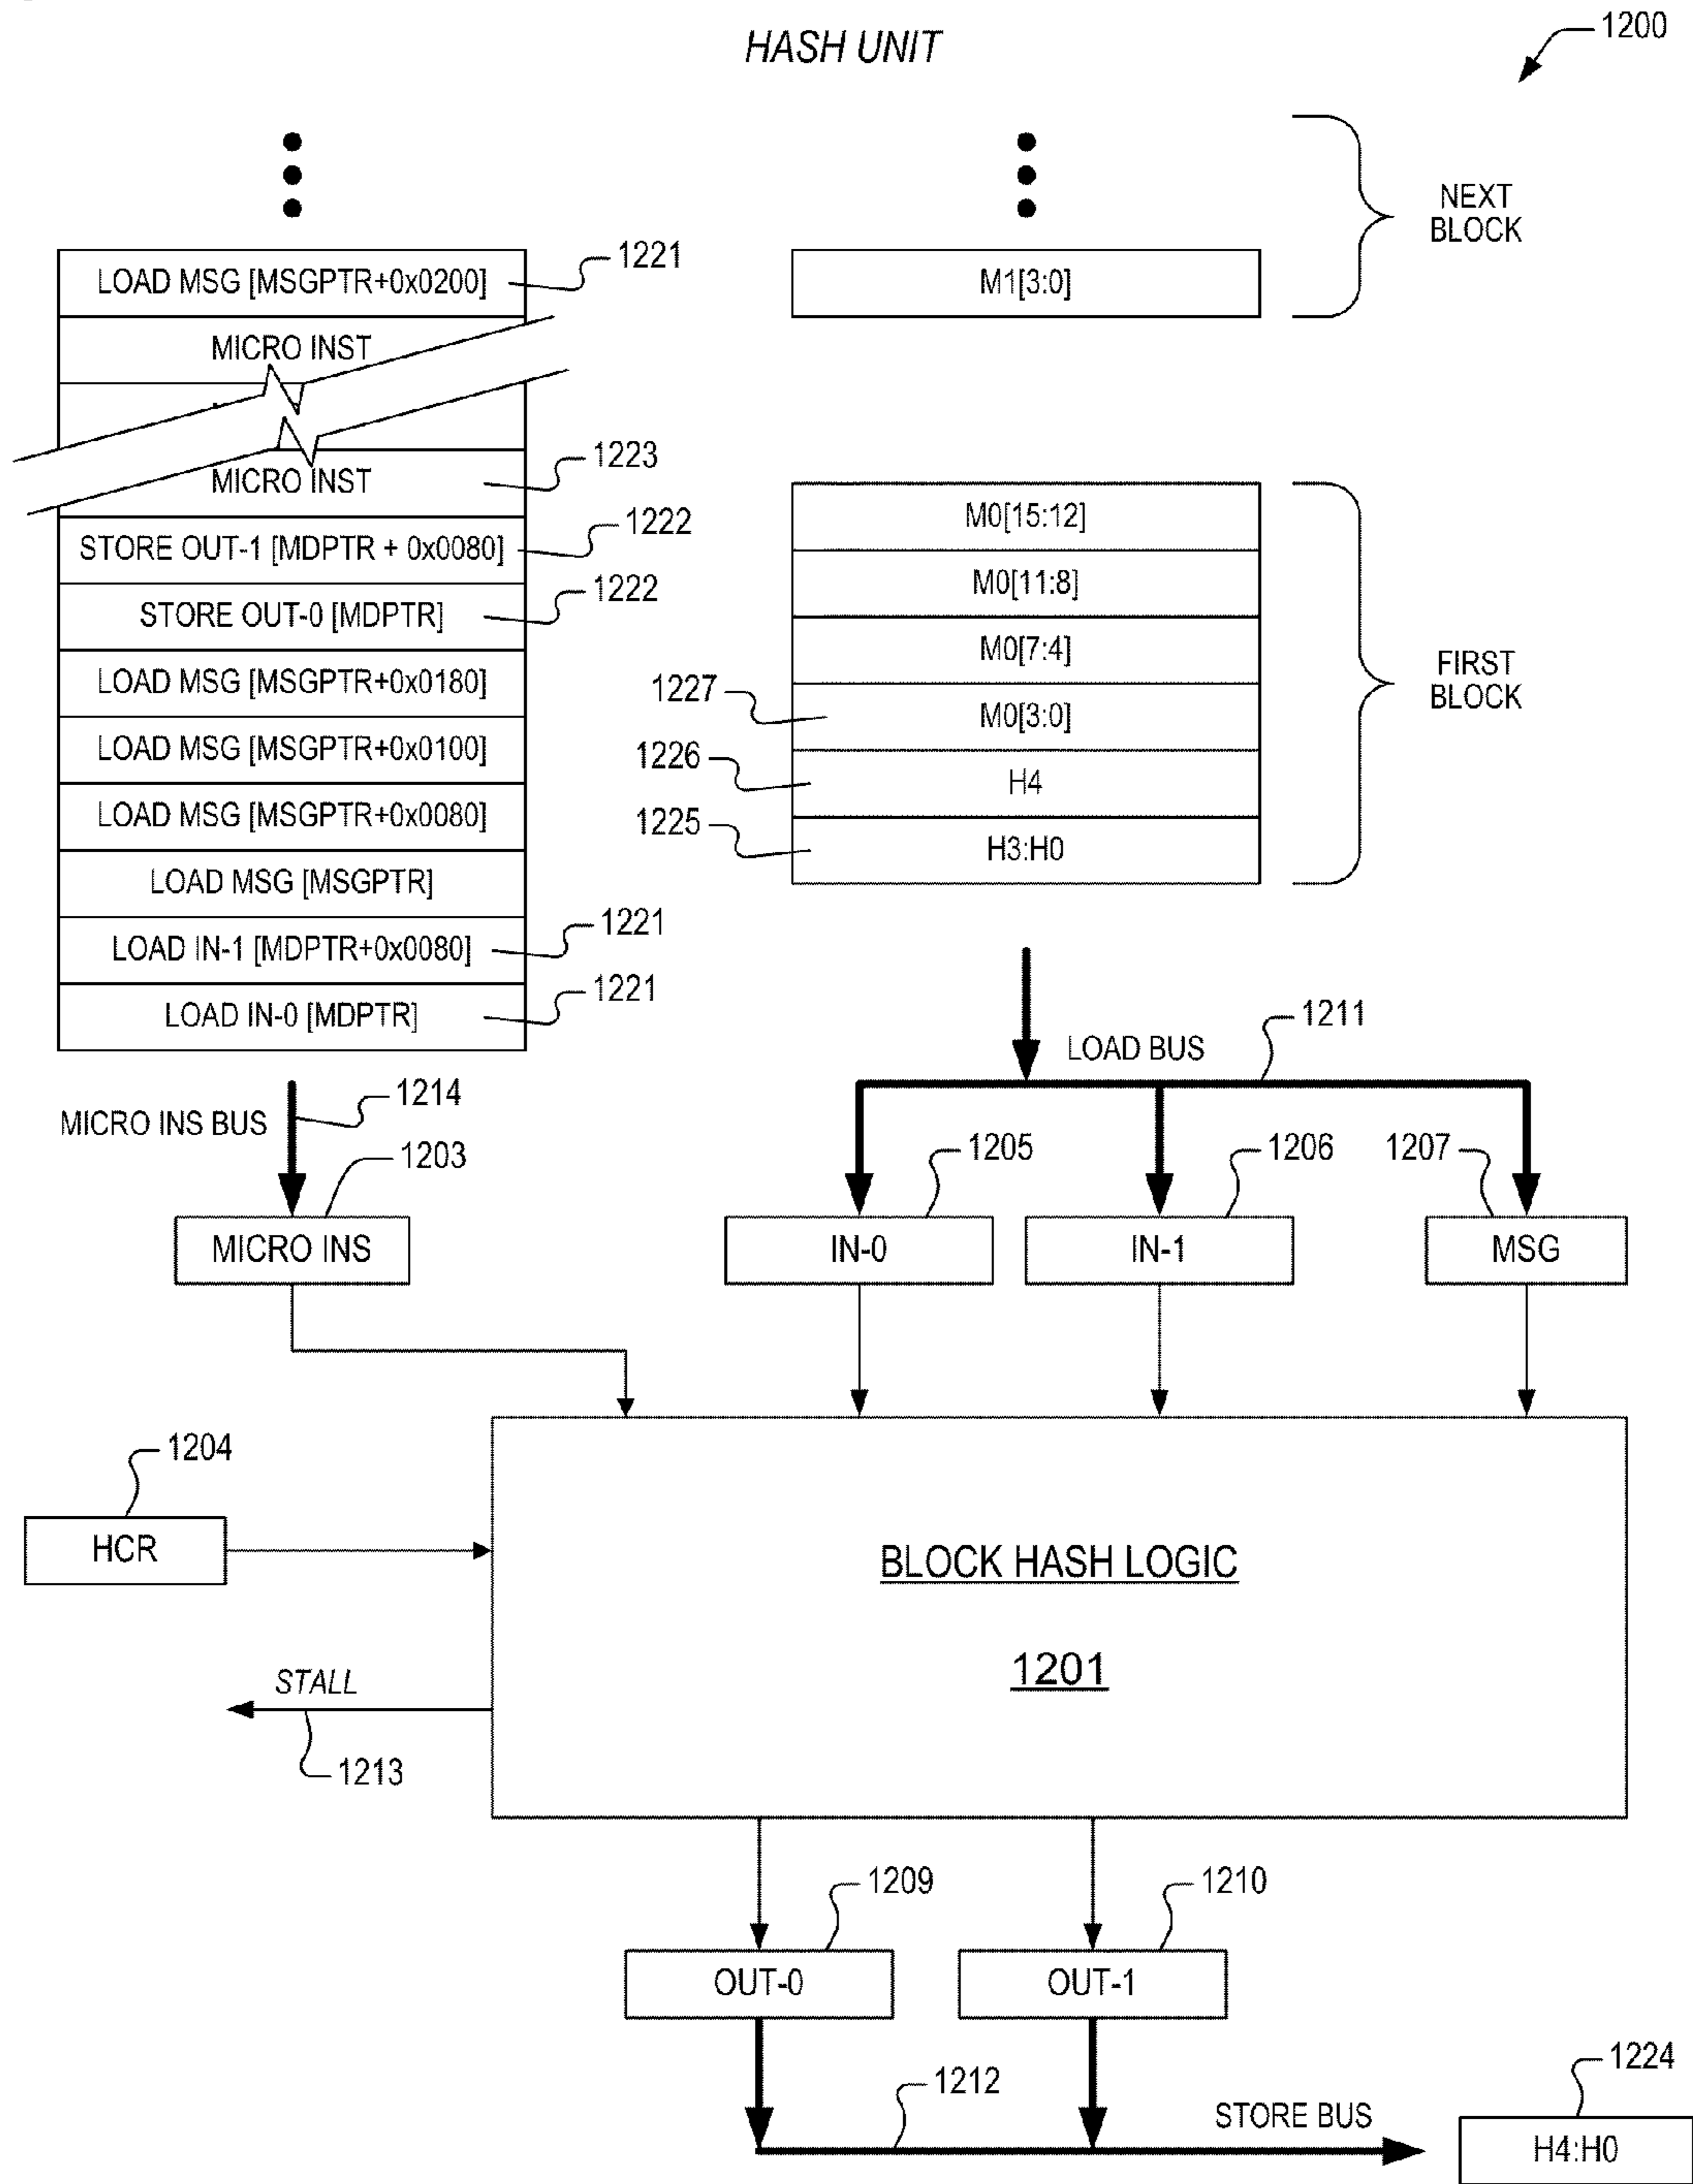 HASH UNIT
1200
LOAD MSG [MSGPTR+0x0200]
1221
MICRO INST
MICRO INST
1223
STORE OUT-1 [MDPTR + 0x0080]
1222
STORE OUT-0 [MDPTR]
1222
LOAD MSG [MSGPTR+0x0180]
LOAD MSG [MSGPTR+0x0100]
LOAD MSG [MSGPTR+0x0080]
LOAD MSG [MSGPTR]
LOAD IN-1 [MDPTR+0x0080]
1221
LOAD IN-0 [MDPTR]
1221
M1[3:0]
NEXT
BLOCK
M0[15:12]
M0[11:8]
M0[7:4]
1227
M0[3:0]
1226
H4
1225
H3:H0
FIRST
BLOCK
MICRO INS BUS
1214
1203
MICRO INS
LOAD BUS
1211
1205
IN-0
1206
IN-1
1207
MSG
1204
HCR
BLOCK HASH LOGIC
1201
STALL
1213
1209
OUT-0
1210
OUT-1
1212
STORE BUS
1224
H4:H0